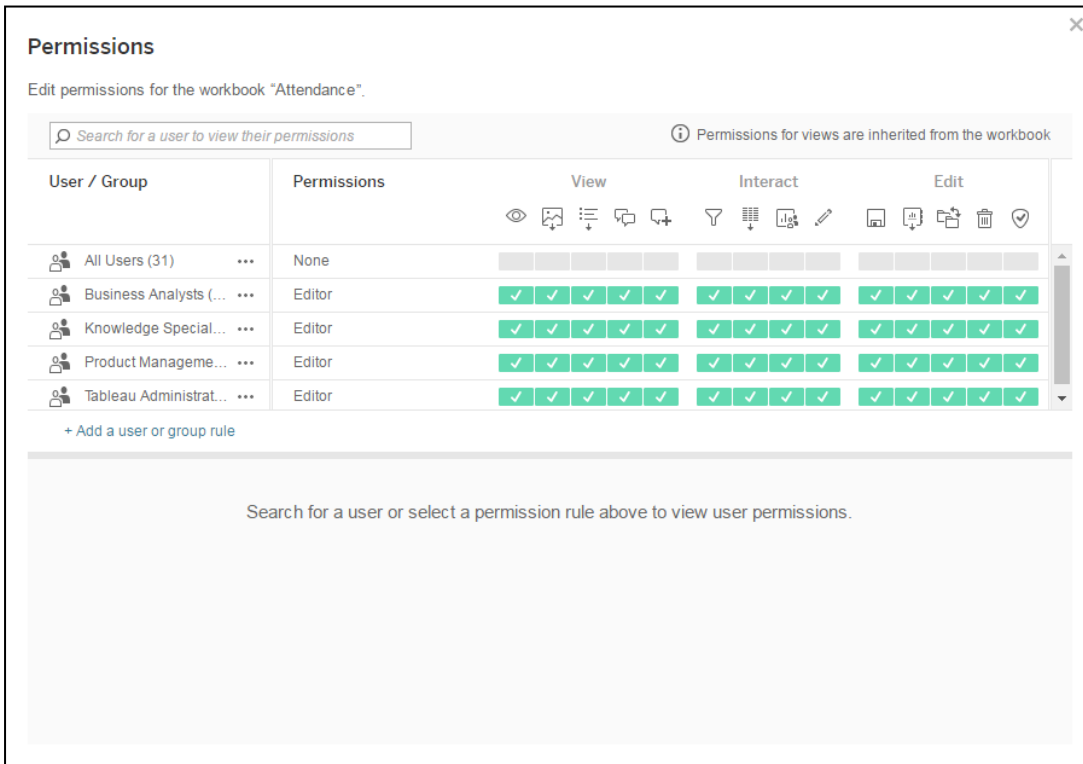 Permissions
Edit permissions for the workbook “Attendance”.
Search for a user to view their permissions
Permissions for views are inherited from the workbook
User / Group Permissions View Interact Edit
All Users (31) ••• None
Business Analysts (... ••• Editor
Knowledge Special... ••• Editor
Product Manageme... ••• Editor
Tableau Administrat... ••• Editor
+ Add a user or group rule
Search for a user or select a permission rule above to view user permissions.